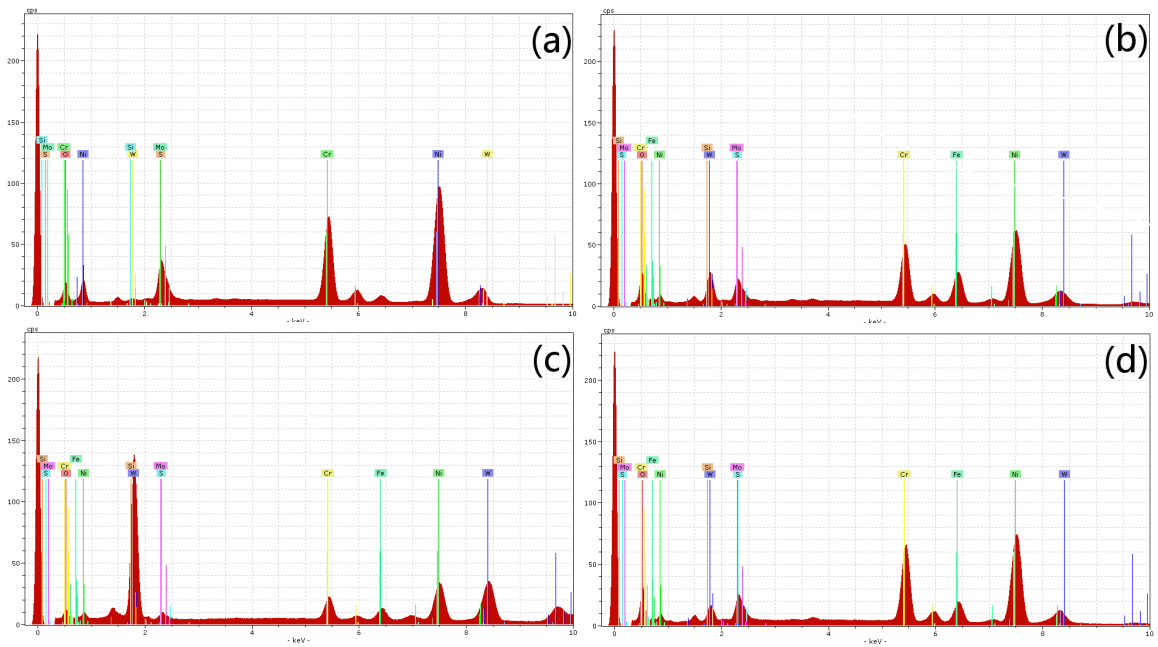 cps
(a)
200
150
100
50
0
Si
Mo Cr Si Mo
S O Ni W S Cr Ni W
0 2 4 6 8 10
- keV -
cps
(b)
200
150
100
50
0
Si Cr Fe Si Mo
Mo O
S Ni W S Cr Fe Ni W
0 2 4 6 8 10
- keV -
cps
(c)
200
150
100
50
0
Si Fe
Mo Cr Si Mo
S O Ni W S Cr Fe Ni W
0 2 4 6 8 10
- keV -
cps
(d)
200
150
100
50
0
Si Fe
Mo Cr Si Mo
S O Ni W S Cr Fe Ni W
0 2 4 6 8 10
- keV -